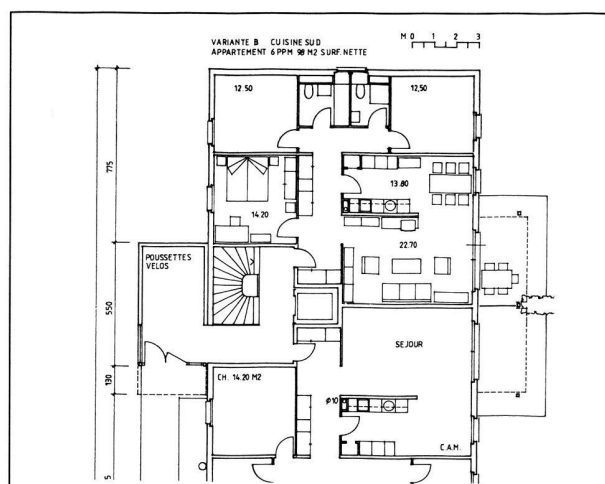 VARIANTE B CUISINE SUD
APPARTEMENT 6 PPM 98 M2 SURF. NETTE
M 0 1 2 3
12.50
12,50
13.80
14.20
22.70
775
POUSSETTES
VELOS
550
SEJOUR
130
CH. 14.20 M2
Ø10
C.A.M.
5